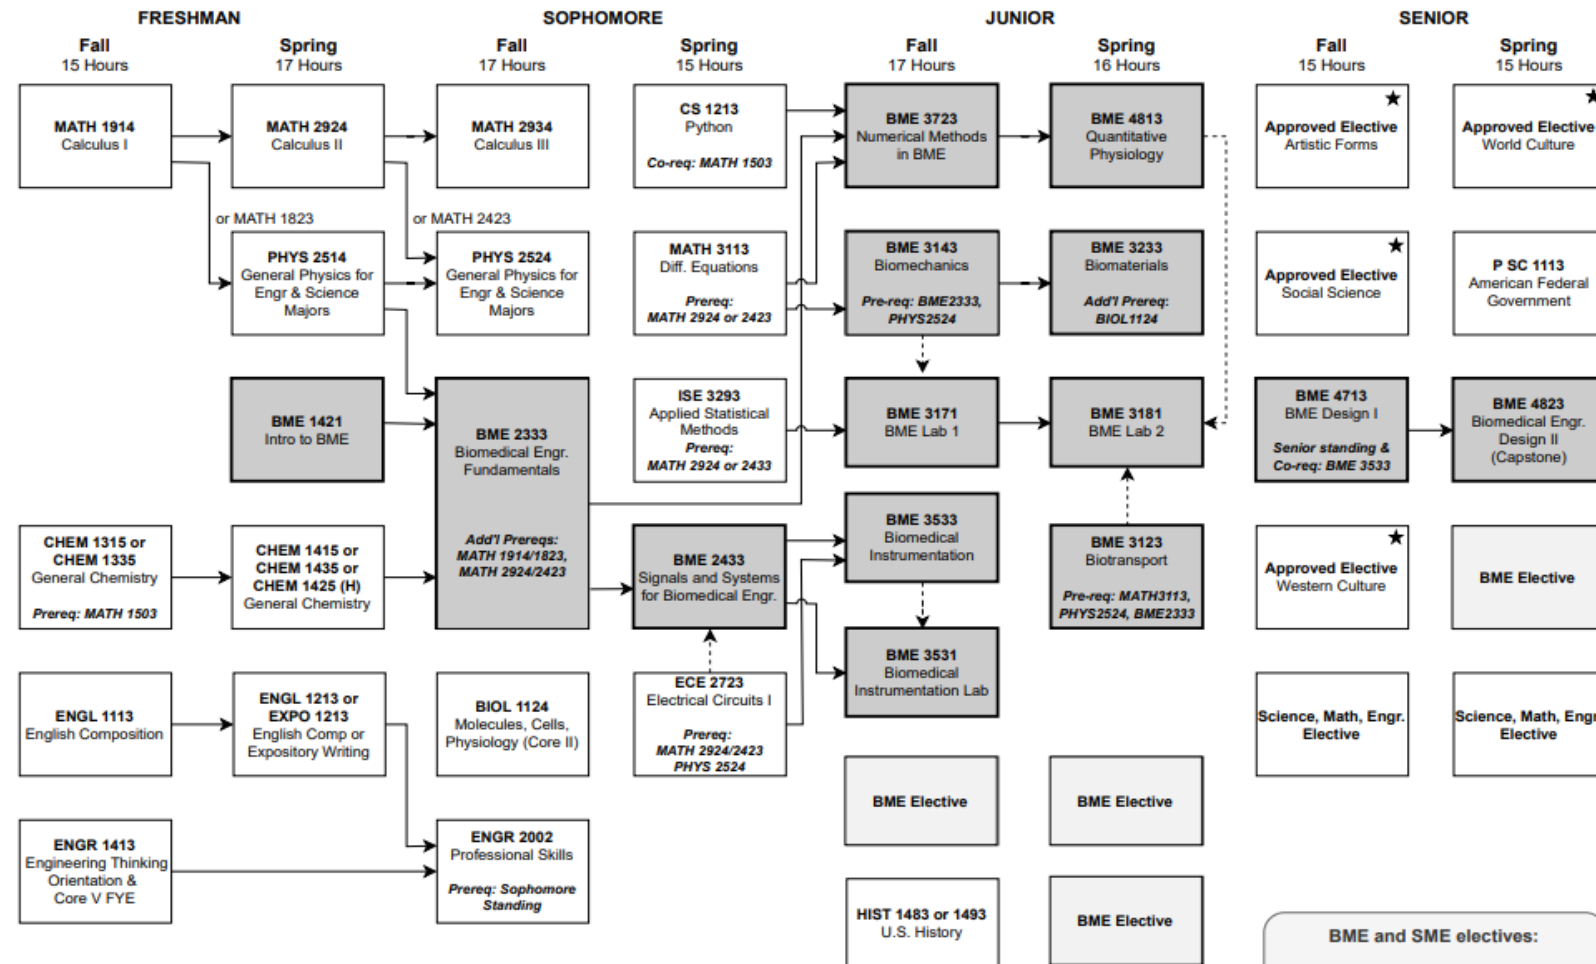 FRESHMAN
SOPHOMORE
JUNIOR
SENIOR
Fall
15 Hours
Spring
17 Hours
Fall
17 Hours
Spring
15 Hours
Fall
17 Hours
Spring
16 Hours
Fall
15 Hours
Spring
15 Hours
MATH 1914
Calculus I
MATH 2924
Calculus II
MATH 2934
Calculus III
CS 1213
Python
Co-req: MATH 1503
BME 3723
Numerical Methods
in BME
BME 4813
Quantitative
Physiology
Approved Elective
Artistic Forms
Approved Elective
World Culture
or MATH 1823
or MATH 2423
PHYS 2514
General Physics for
Engr & Science
Majors
PHYS 2524
General Physics for
Engr & Science
Majors
MATH 3113
Diff. Equations
Prereq:
MATH 2924 or 2423
BME 3143
Biomechanics
Pre-req: BME2333,
PHYS2524
BME 3233
Biomaterials
Add'l Prereq:
BIOL1124
Approved Elective
Social Science
P SC 1113
American Federal
Government
BME 1421
Intro to BME
BME 2333
Biomedical Engr.
Fundamentals
Add'l Prereqs:
MATH 1914/1823,
MATH 2924/2423
ISE 3293
Applied Statistical
Methods
Prereq:
MATH 2924 or 2433
BME 3171
BME Lab 1
BME 3181
BME Lab 2
BME 4713
BME Design I
Senior standing &
Co-req: BME 3533
BME 4823
Biomedical Engr.
Design II
(Capstone)
CHEM 1315 or
CHEM 1335
General Chemistry
Prereq: MATH 1503
CHEM 1415 or
CHEM 1435 or
CHEM 1425 (H)
General Chemistry
BME 2433
Signals and Systems
for Biomedical Engr.
BME 3533
Biomedical
Instrumentation
BME 3123
Biotransport
Pre-req: MATH3113,
PHYS2524, BME2333
Approved Elective
Western Culture
BME Elective
BME 3531
Biomedical
Instrumentation Lab
ENGL 1113
English Composition
ENGL 1213 or
EXPO 1213
English Comp or
Expository Writing
BIOL 1124
Molecules, Cells,
Physiology (Core II)
ECE 2723
Electrical Circuits I
Prereq:
MATH 2924/2423
PHYS 2524
Science, Math, Engr.
Elective
Science, Math, Engr
Elective
BME Elective
BME Elective
ENGR 1413
Engineering Thinking
Orientation &
Core V FYE
ENGR 2002
Professional Skills
Prereq: Sophomore
Standing
HIST 1483 or 1493
U.S. History
BME Elective
BME and SME electives: